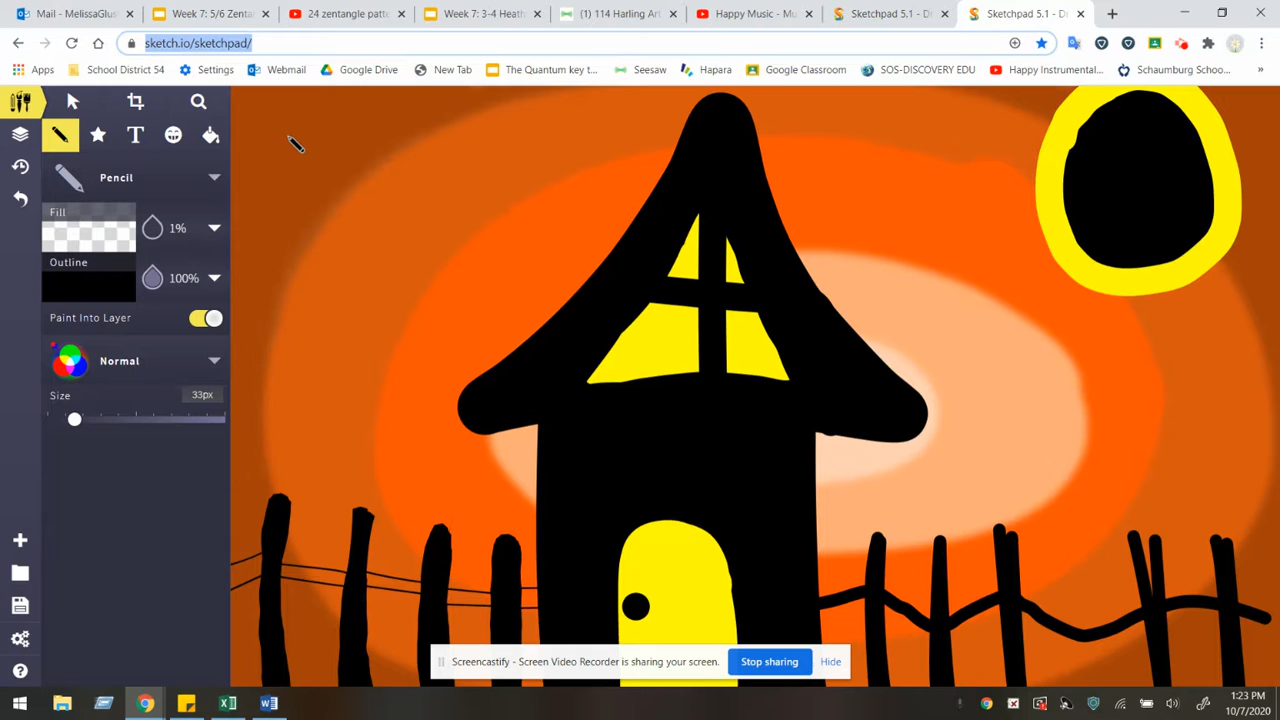 Mail - MelissaGlus
Week 7: 5/6 Zenta
24 zentangle patte
Week 7: 3-4 Heath
(1) 114 Harling Art
Happy Music - Mu
Sketchpad 5.1 - Dr
Sketchpad 5.1 - Dr
sketch.io/sketchpad/
Apps
School District 54
Settings
Webmail
Google Drive
New Tab
The Quantum key t...
Seesaw
Hapara
Google Classroom
SOS-DISCOVERY EDU
Happy Instrumental...
Schaumburg Schoo...
»
T
Pencil
Fill
1%
Outline
100%
Paint Into Layer
Normal
Size
33px
Screencastify - Screen Video Recorder is sharing your screen.
Stop sharing
Hide
1:23 PM
10/7/2020